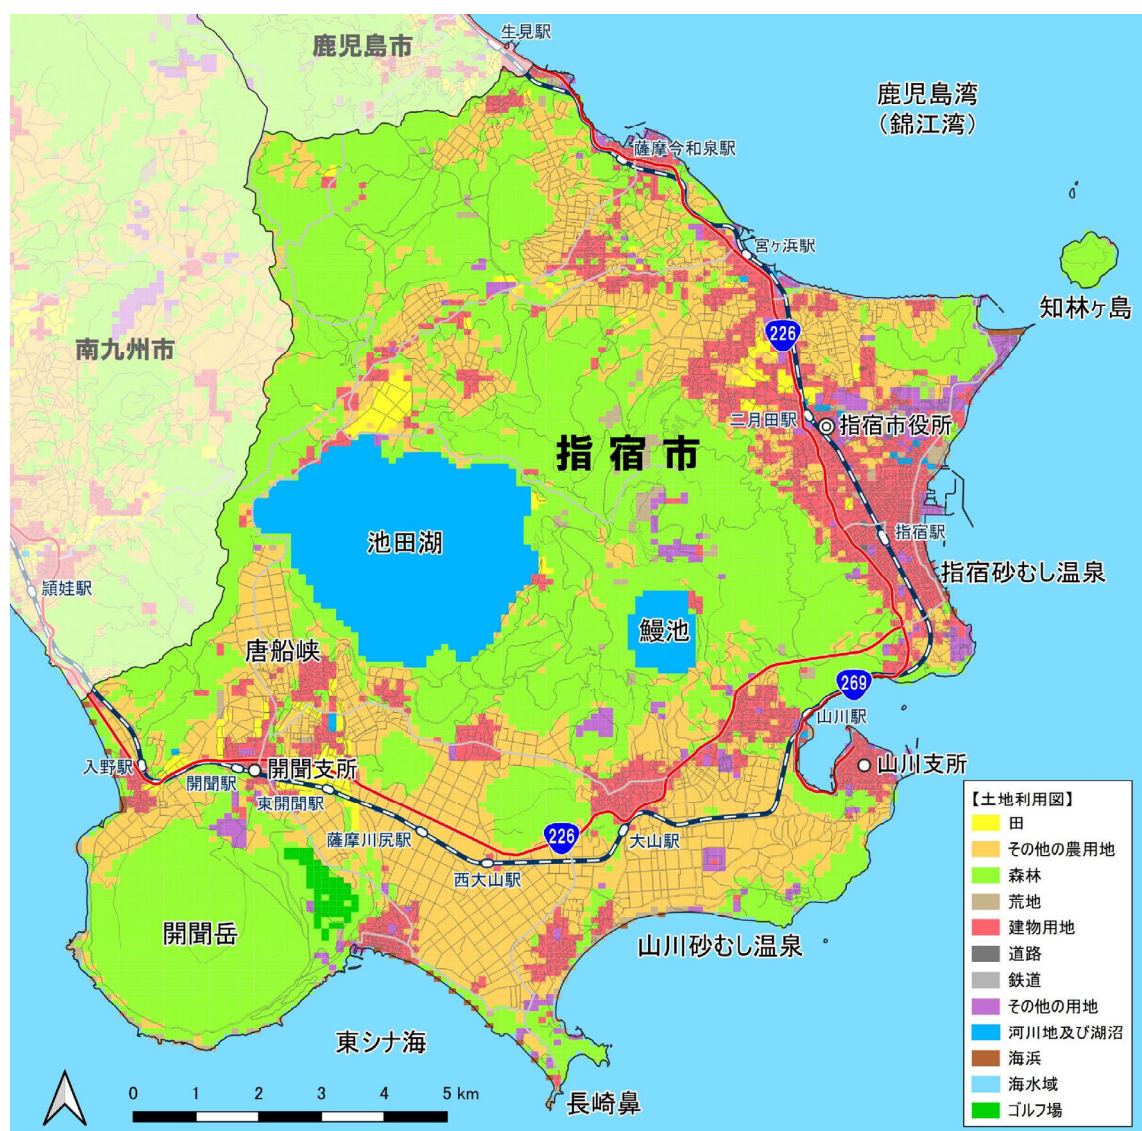 生見駅
鹿児島市
鹿児島湾
(錦江湾)
薩摩今和泉駅
宮ヶ浜駅
知林ヶ島
226
南九州市
二月田駅
指宿市役所
指宿市
池田湖
指宿駅
指宿砂むし温泉
頴娃駅
鰻池
唐船峡
269
山川駅
入野駅
開聞駅
開聞支所
山川支所
東開聞駅
薩摩川尻駅
226
大山駅
西大山駅
開聞岳
山川砂むし温泉
東シナ海
長崎鼻
0 1 2 3 4 5 km
【土地利用図】
田
その他の農用地
森林
荒地
建物用地
道路
鉄道
その他の用地
河川地及び湖沼
海浜
海水域
ゴルフ場